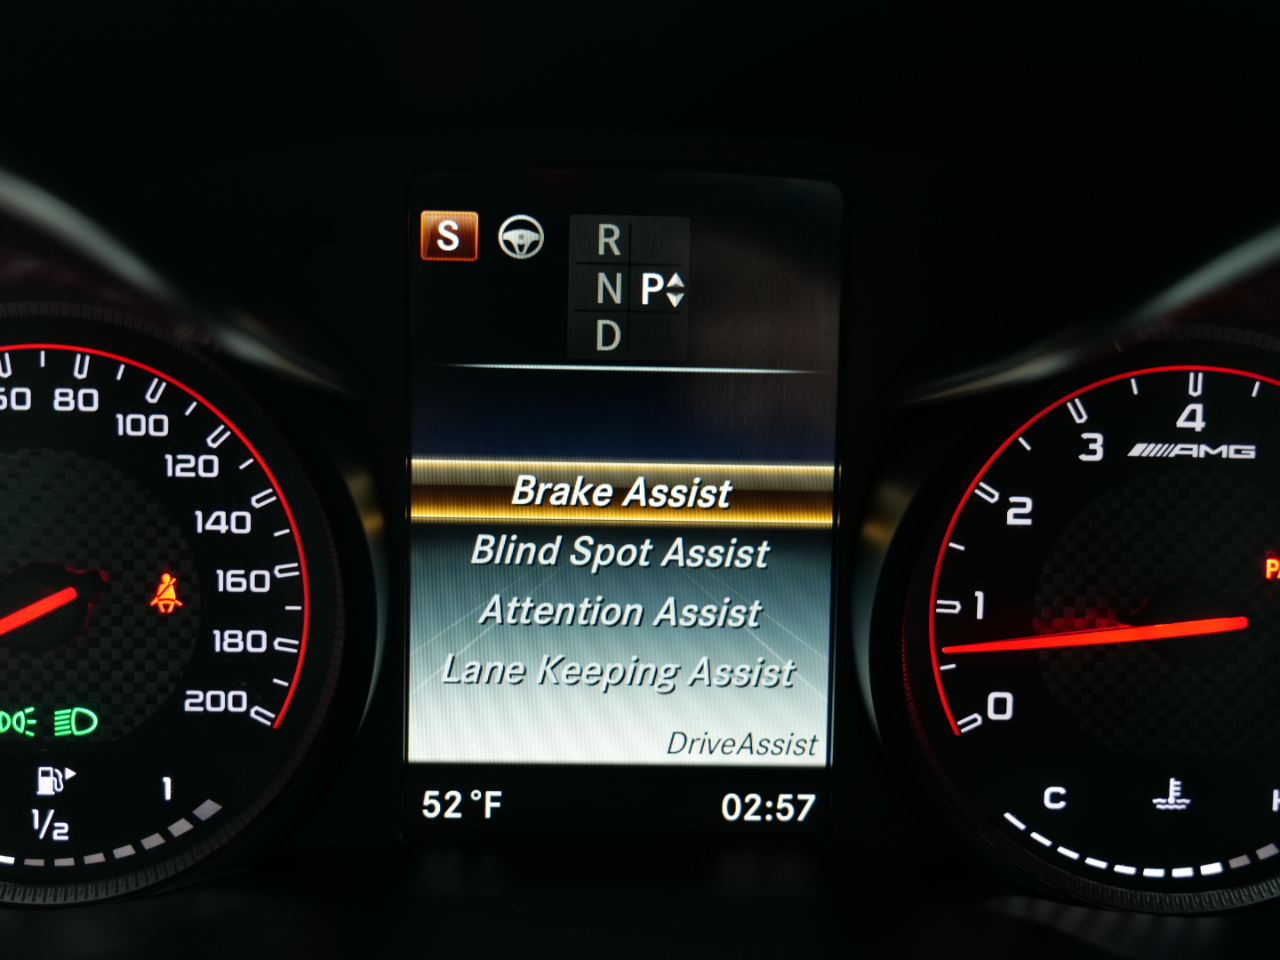 S
R
N P
D
80
100
120
140
160
180
200
1/2
1
Brake Assist
Blind Spot Assist
Attention Assist
Lane Keeping Assist
DriveAssist
52 °F
02:57
4
3
AMG
2
1
0
C